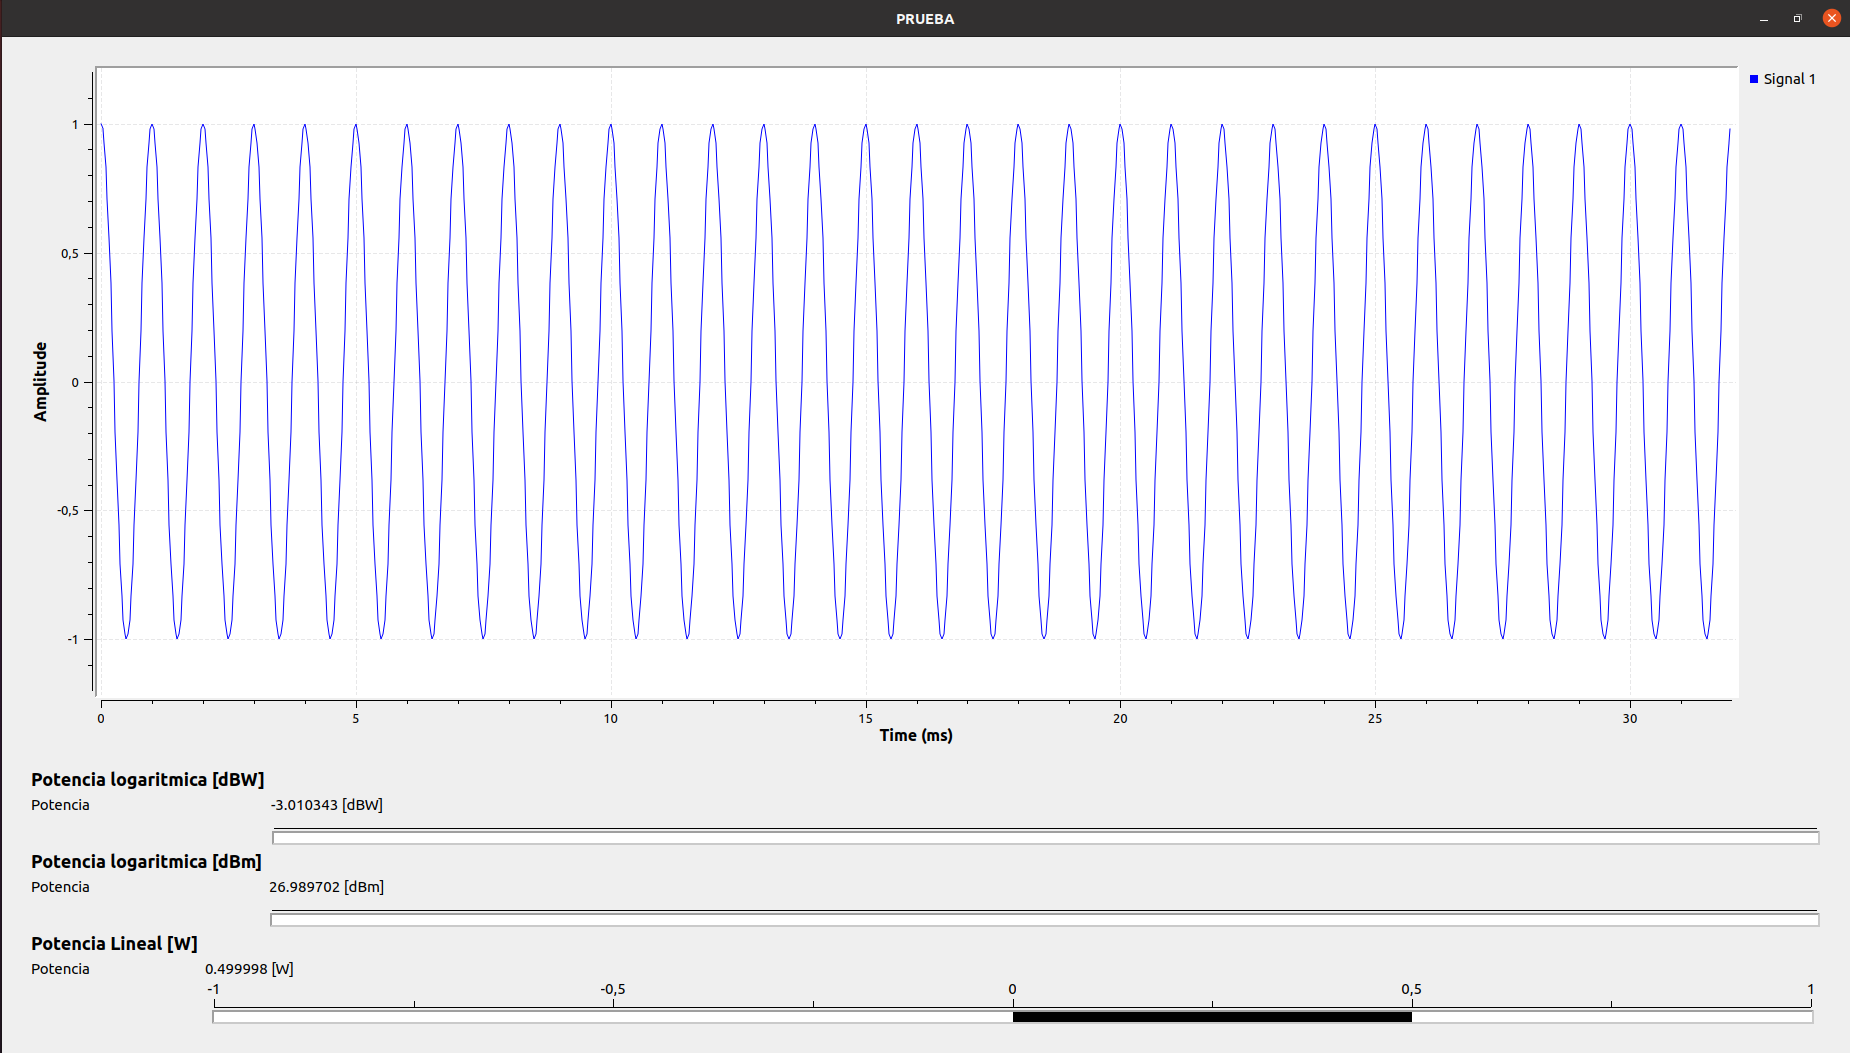 PRUEBA
Signal 1
Amplitude
1
0,5
0
-0,5
-1
0 5 10 15 20 25 30
Time (ms)
Potencia logaritmica [dBW]
Potencia -3.010343 [dBW]
Potencia logaritmica [dBm]
Potencia 26.989702 [dBm]
Potencia Lineal [W]
Potencia 0.499998 [W]
-1 -0,5 0 0,5 1